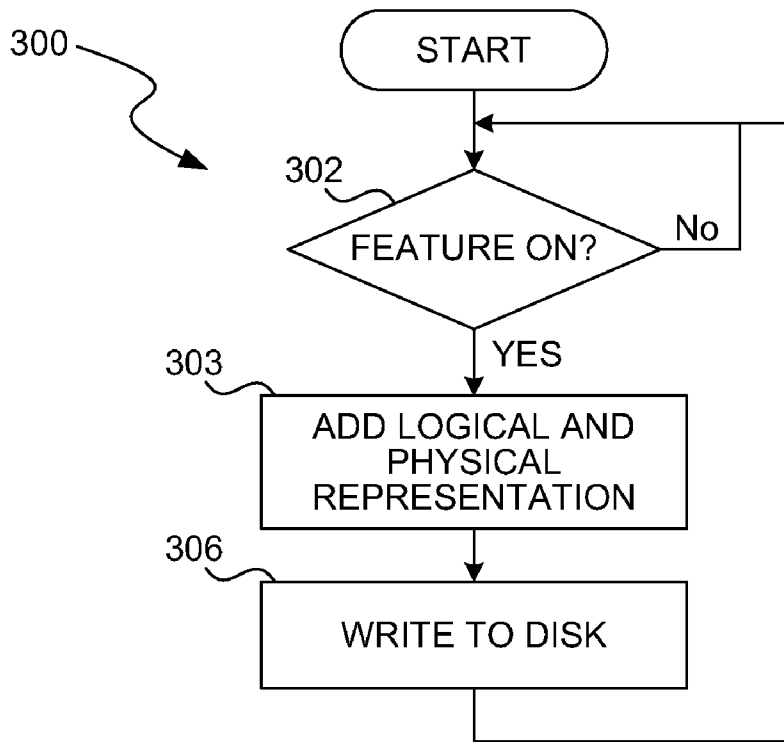 300
START
302
FEATURE ON?
No
YES
303
ADD LOGICAL AND
PHYSICAL
REPRESENTATION
306
WRITE TO DISK